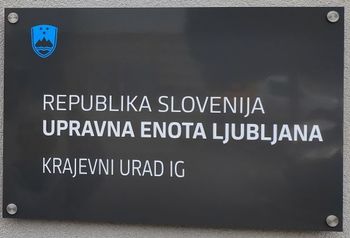 REPUBLIKA SLOVENIJA
UPRAVNA ENOTA LJUBLJANA
KRAJEVNI URAD IG